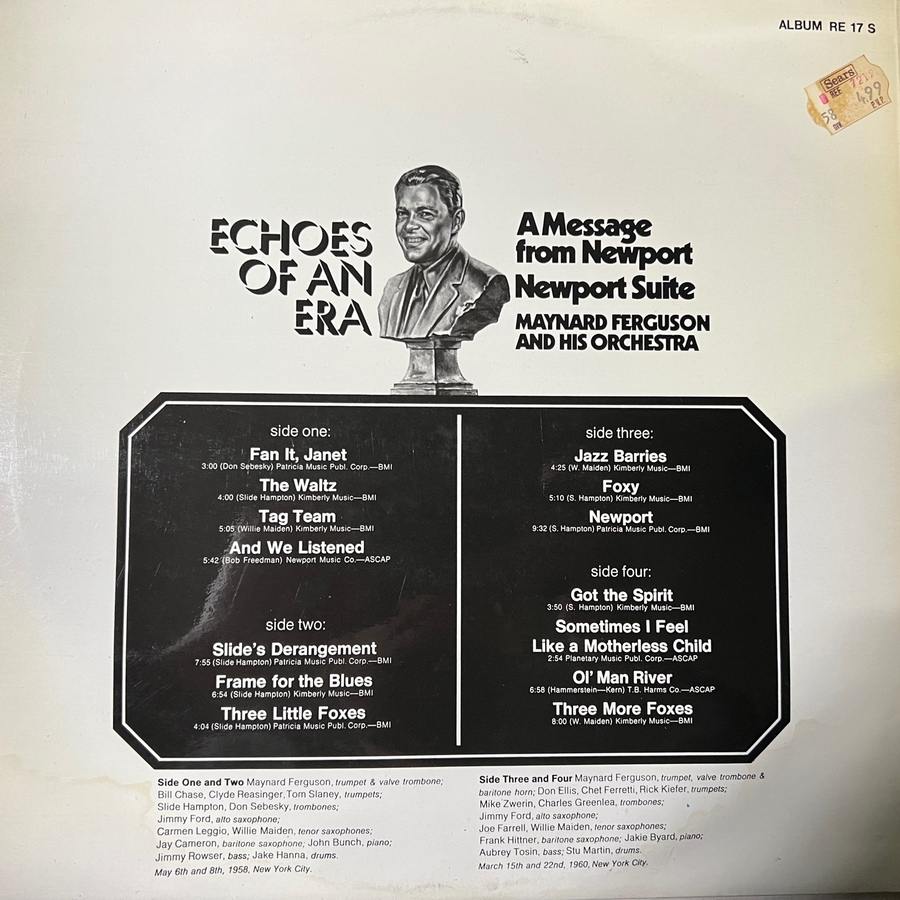 ALBUM RE 17 S
Sears
REF 7219
58 4.99
DIV. P.V.P.
ECHOES
OF AN
ERA
A Message
from Newport
Newport Suite
MAYNARD FERGUSON
AND HIS ORCHESTRA
side one:
Fan It, Janet
3:00 (Don Sebesky) Patricia Music Publ. Corp.—BMI
The Waltz
4:00 (Slide Hampton) Kimberly Music—BMI
Tag Team
5:05 (Willie Maiden) Kimberly Music—BMI
And We Listened
5:42 (Bob Freedman) Newport Music Co.—ASCAP
side two:
Slide's Derangement
7:55 (Slide Hampton) Patricia Music Publ. Corp.—BMI
Frame for the Blues
6:54 (Slide Hampton) Kimberly Music—BMI
Three Little Foxes
4:04 (Slide Hampton) Patricia Music Publ. Corp.—BMI
side three:
Jazz Barries
4:25 (W. Maiden) Kimberly Music—BMI
Foxy
5:10 (S. Hampton) Kimberly Music—BMI
Newport
9:32 (S. Hampton) Patricia Music Publ. Corp.—BMI
side four:
Got the Spirit
3:50 (S. Hampton) Kimberly Music—BMI
Sometimes I Feel
Like a Motherless Child
2:54 Planetary Music Publ. Corp.—ASCAP
Ol' Man River
6:58 (Hammerstein—Kern) T.B. Harms Co.—ASCAP
Three More Foxes
8:00 (W. Maiden) Kimberly Music—BMI
Side One and Two Maynard Ferguson, trumpet & valve trombone;
Bill Chase, Clyde Reasinger, Tom Slaney, trumpets;
Slide Hampton, Don Sebesky, trombones;
Jimmy Ford, alto saxophone;
Carmen Leggio, Willie Maiden, tenor saxophones;
Jay Cameron, baritone saxophone; John Bunch, piano;
Jimmy Rowser, bass; Jake Hanna, drums.
May 6th and 8th, 1958, New York City.
Side Three and Four Maynard Ferguson, trumpet, valve trombone &
baritone horn; Don Ellis, Chet Ferretti, Rick Kiefer, trumpets;
Mike Zwerin, Charles Greenlea, trombones;
Jimmy Ford, alto saxophone;
Joe Farrell, Willie Maiden, tenor saxophones;
Frank Hittner, baritone saxophone; Jakie Byard, piano;
Aubrey Tosin, bass; Stu Martin, drums.
March 15th and 22nd, 1960, New York City.